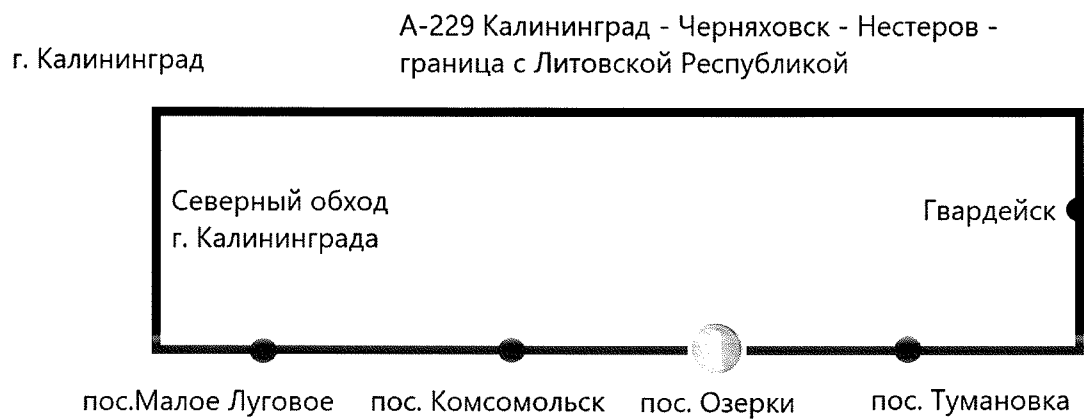 г. Калининград
А-229 Калининград - Черняховск - Нестеров -
граница с Литовской Республикой
Северный обход
г. Калининграда
Гвардейск
пос.Малое Луговое
пос. Комсомольск
пос. Озерки
пос. Тумановка